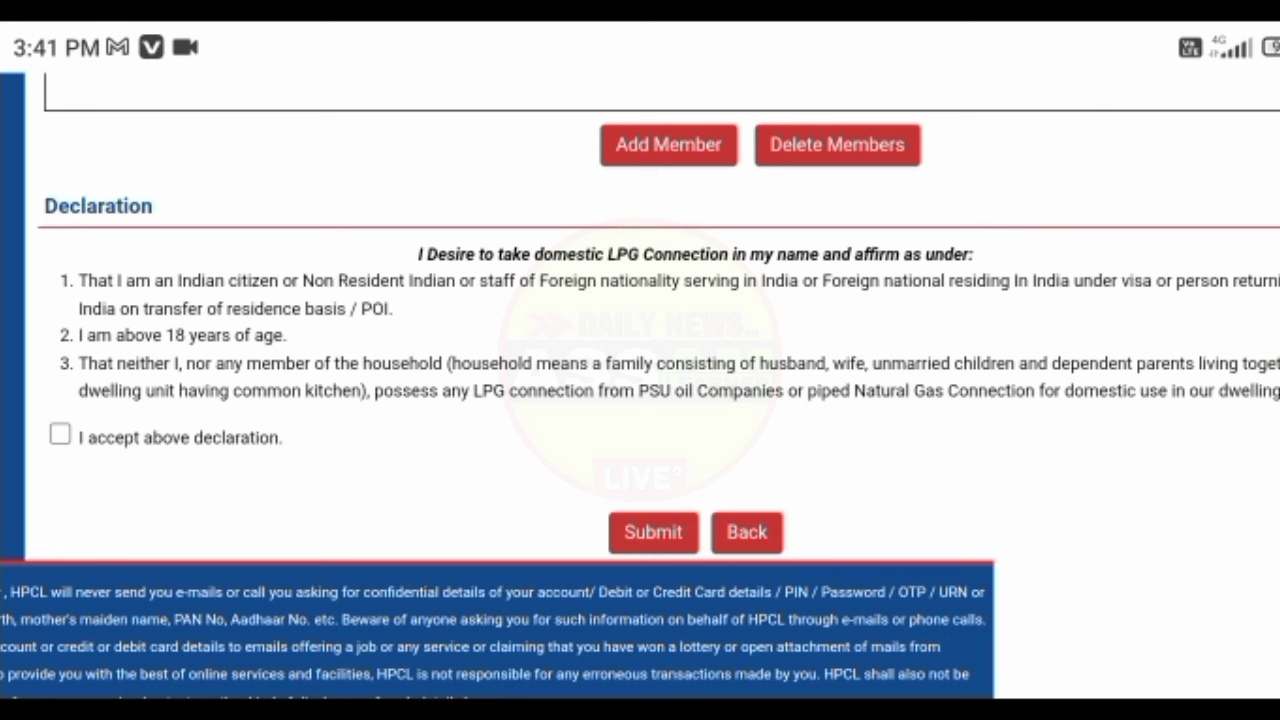 3:41 PM
4G
Add Member Delete Members
Declaration
I Desire to take domestic LPG Connection in my name and affirm as under:
1. That I am an Indian citizen or Non Resident Indian or staff of Foreign nationality serving in India or Foreign national residing In India under visa or person returni
India on transfer of residence basis / POI.
2. I am above 18 years of age.
3. That neither I, nor any member of the household (household means a family consisting of husband, wife, unmarried children and dependent parents living toget
dwelling unit having common kitchen), possess any LPG connection from PSU oil Companies or piped Natural Gas Connection for domestic use in our dwelling
DAILY NEWS..
I accept above declaration.
LIVE
Submit Back
, HPCL will never send you e-mails or call you asking for confidential details of your account/ Debit or Credit Card details / PIN / Password / OTP / URN or
th, mother's maiden name, PAN No, Aadhaar No. etc. Beware of anyone asking you for such information on behalf of HPCL through e-mails or phone calls.
count or credit or debit card details to emails offering a job or any service or claiming that you have won a lottery or open attachment of mails from
o provide you with the best of online services and facilities, HPCL is not responsible for any erroneous transactions made by you. HPCL shall also not be